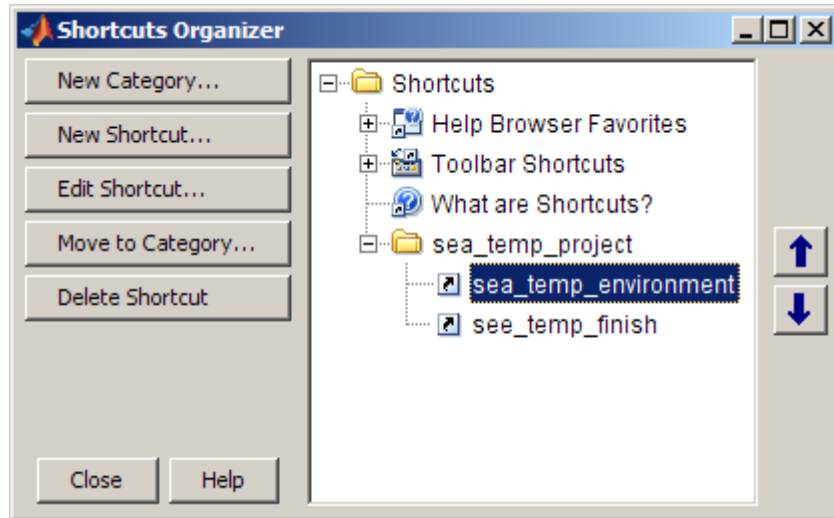 Shortcuts Organizer
New Category...
New Shortcut...
Edit Shortcut...
Move to Category...
Delete Shortcut
Shortcuts
Help Browser Favorites
Toolbar Shortcuts
What are Shortcuts?
sea_temp_project
sea_temp_environment
see_temp_finish
Close
Help